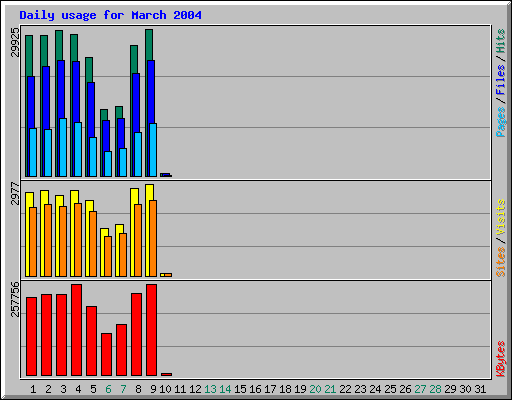 Daily usage for March 2004
29925
Pages/Files/Hits
2977
Sites/Visits
257756
KBytes
1 2 3 4 5 6 7 8 9 10 11 12 13 14 15 16 17 18 19 20 21 22 23 24 25 26 27 28 29 30 31